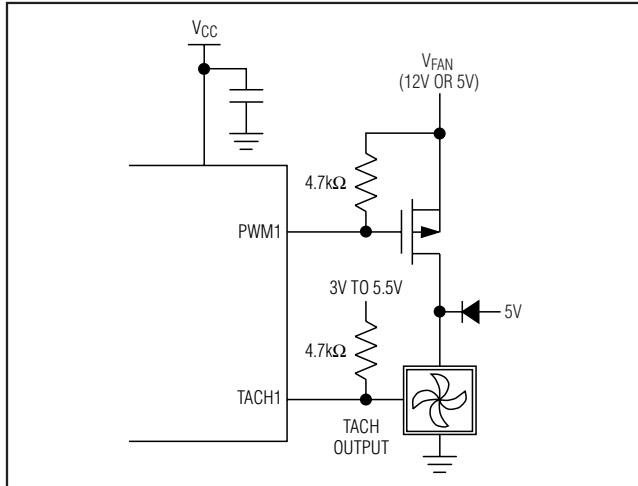 VCC
VFAN
(12V OR 5V)
4.7kΩ
PWM1
3V TO 5.5V
5V
4.7kΩ
TACH1
TACH
OUTPUT